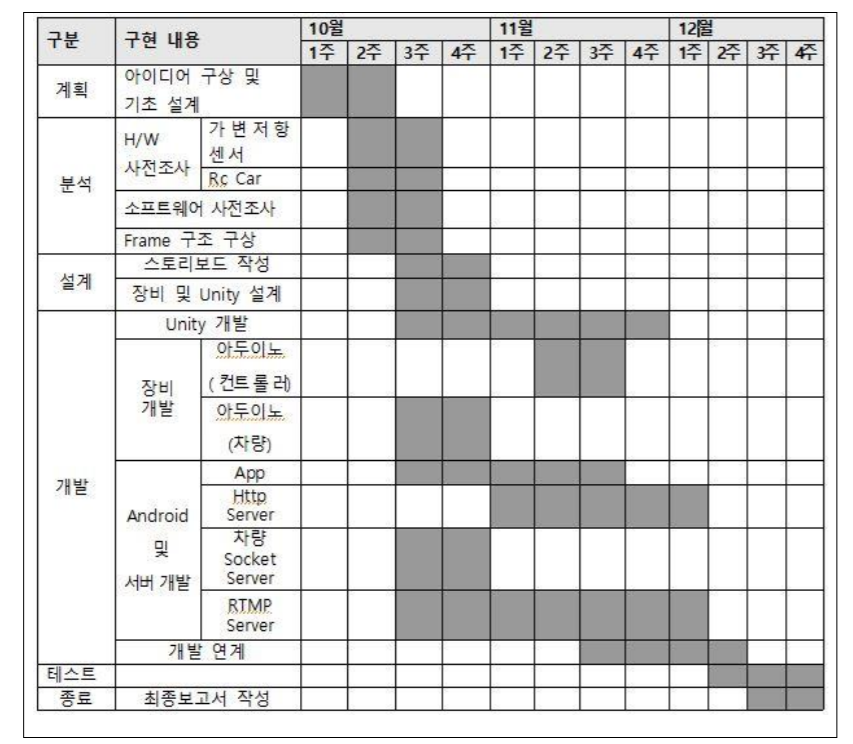 구분 구현 내용 10월 11월 12월
1주 2주 3주 4주 1주 2주 3주 4주 1주 2주 3주 4주
계획 아이디어 구상 및
기초 설계
분석 H/W
사전조사 가변저항
센서
Rc Car
소프트웨어 사전조사
Frame 구조 구상
설계 스토리보드 작성
장비 및 Unity 설계
개발 Unity 개발
장비
개발 아두이노
(컨트롤러)
아두이노
(차량)
Android
및
서버 개발 App
Http
Server
차량
Socket
Server
RTMP
Server
개발 연계
테스트
종료 최종보고서 작성